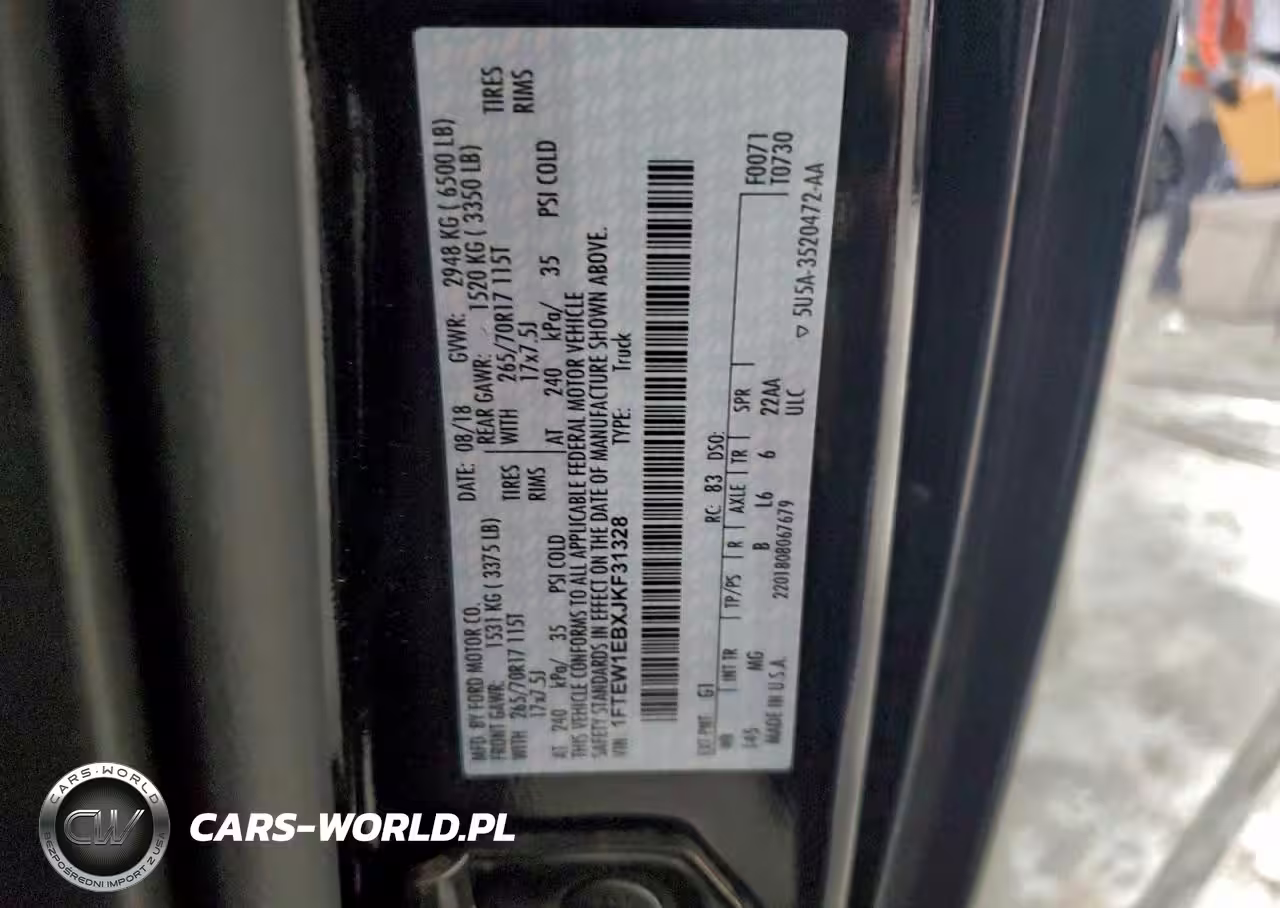 MFD. BY FORD MOTOR CO.
DATE: 08/18 GVWR: 2948 KG ( 6500 LB)
FRONT GAWR: 1531 KG ( 3375 LB)
REAR GAWR: 1520 KG ( 3350 LB)
WITH 265/70R17 115T TIRES
WITH 265/70R17 115T TIRES
17x7.5J RIMS
17x7.5J RIMS
AT 240 kPa/ 35 PSI COLD
AT 240 kPa/ 35 PSI COLD
THIS VEHICLE CONFORMS TO ALL APPLICABLE FEDERAL MOTOR VEHICLE
SAFETY STANDARDS IN EFFECT ON THE DATE OF MANUFACTURE SHOWN ABOVE.
VIN: 1FTEW1EBXJKF31328 TYPE: Truck
EXT PNT: G1 RC: 83 DSO:
WB INT TR TP/PS R AXLE TR SPR F0071
145 MG B L6 6 22AA T0730
MADE IN U.S.A. 2201808067679 ULC
▽ 5U5A-3520472-AA
CARS-WORLD
CW
BEZPOŚREDNI IMPORT Z USA
CARS-WORLD.PL